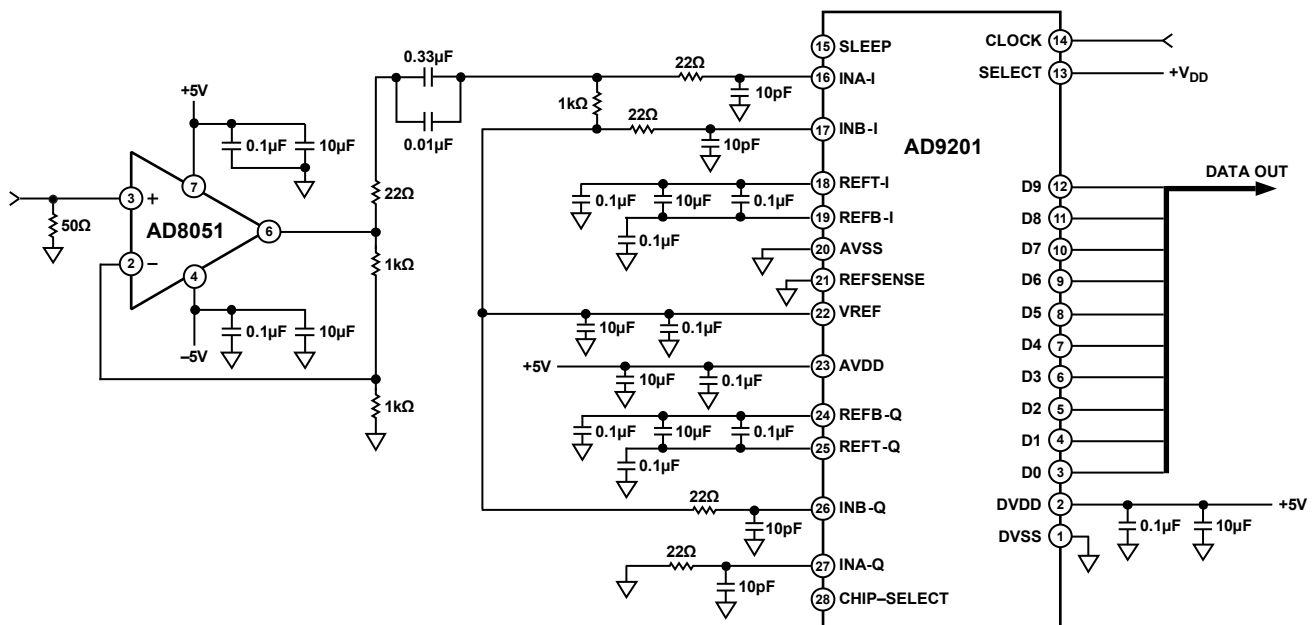 +5V
0.1µF
10µF
7
3
+
50Ω
AD8051
6
2
–
4
0.1µF
10µF
–5V
22Ω
1kΩ
1kΩ
0.33µF
0.01µF
1kΩ
22Ω
10pF
22Ω
10pF
0.1µF
10µF
0.1µF
0.1µF
10µF
0.1µF
+5V
10µF
0.1µF
0.1µF
10µF
0.1µF
0.1µF
22Ω
10pF
22Ω
10pF
15 SLEEP
16 INA-I
17 INB-I
18 REFT-I
19 REFB-I
20 AVSS
21 REFSENSE
22 VREF
23 AVDD
24 REFB-Q
25 REFT-Q
26 INB-Q
27 INA-Q
28 CHIP–SELECT
AD9201
CLOCK 14
SELECT 13
+VDD
DATA OUT
D9 12
D8 11
D7 10
D6 9
D5 8
D4 7
D3 6
D2 5
D1 4
D0 3
DVDD 2
+5V
DVSS 1
0.1µF
10µF